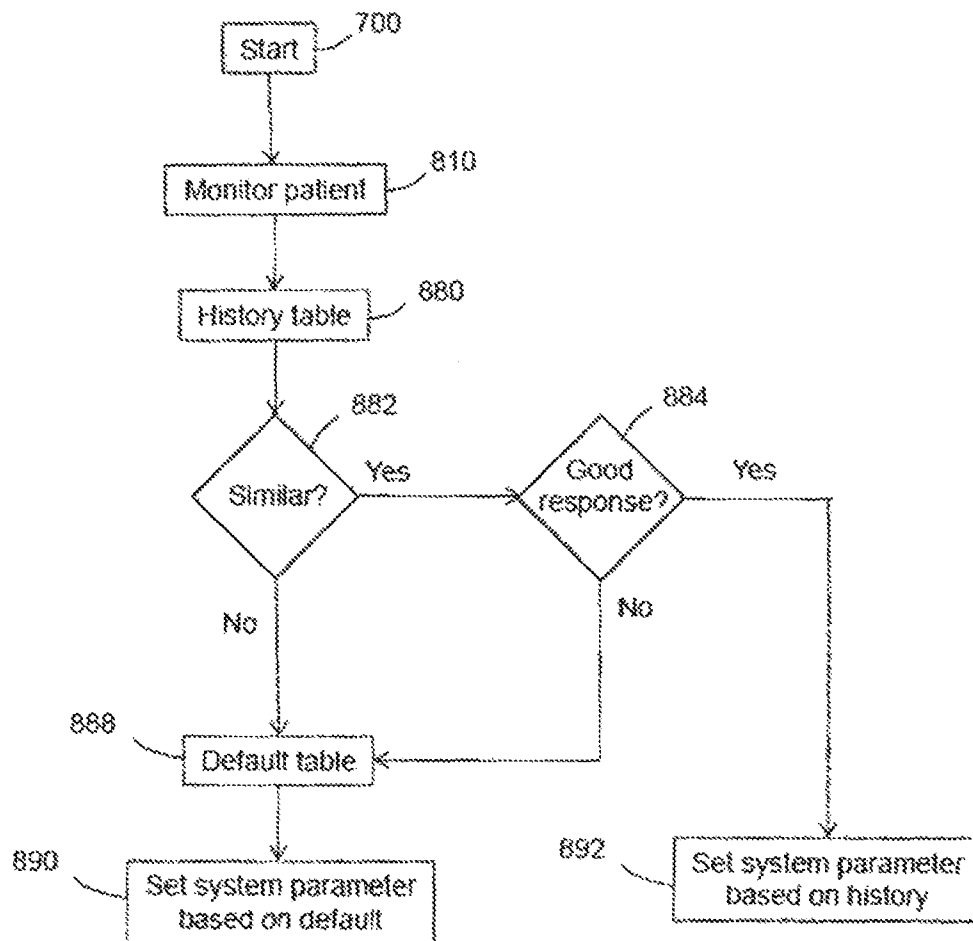 700
Start
810
Monitor patient
880
History table
882
884
Similar?
Yes
Good
response?
Yes
No
No
888
Default table
890
Set system parameter
based on default
892
Set system parameter
based on history